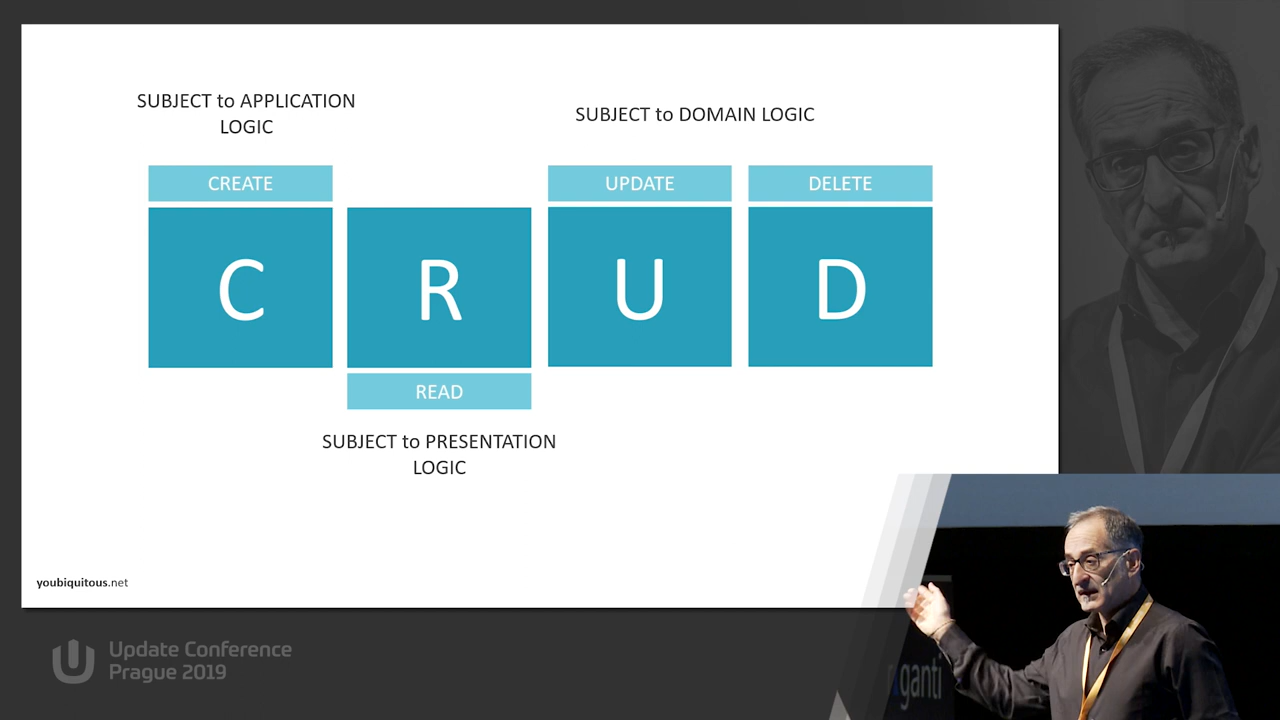 SUBJECT to APPLICATION
LOGIC
SUBJECT to DOMAIN LOGIC
CREATE
UPDATE
DELETE
C
R
U
D
READ
SUBJECT to PRESENTATION
LOGIC
youbiquitous.net
Update Conference
Prague 2019